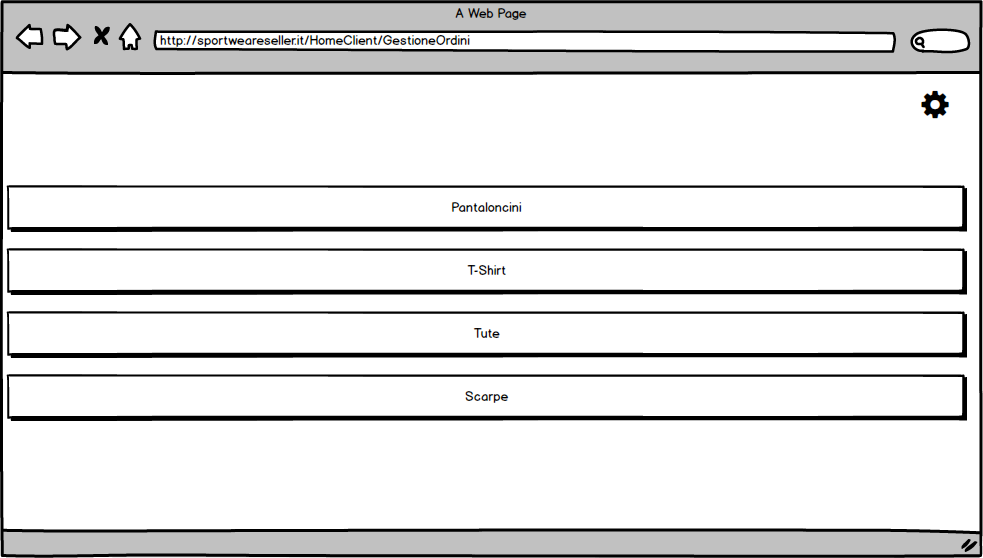 A Web Page
http://sportweareseller.it/HomeClient/GestioneOrdini
Pantaloncini
T-Shirt
Tute
Scarpe